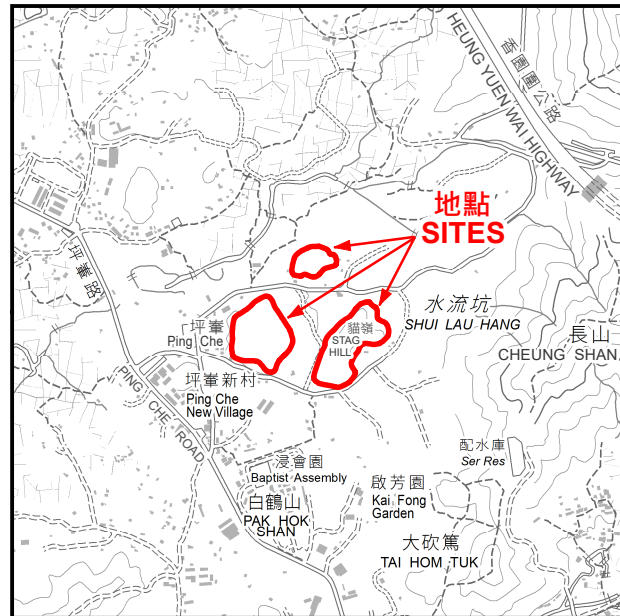 香園圍公路
HEUNG YUEN WAI HIGHWAY
地點
SITES
坪輋路
水流坑
SHUI LAU HANG
貓嶺
STAG
HILL
坪輋
Ping Che
長山
CHEUNG SHAN
坪輋新村
Ping Che
New Village
PING CHE ROAD
配水庫
Ser Res
浸會園
Baptist Assembly
啟芳園
Kai Fong
Garden
白鶴山
PAK HOK
SHAN
大砍篤
TAI HOM TUK